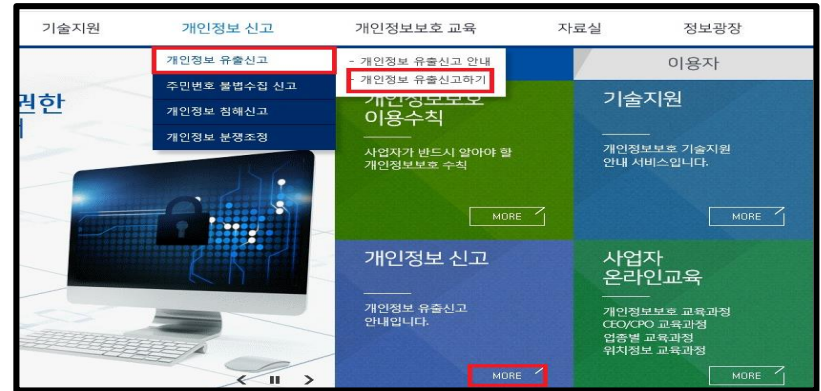 기술지원
개인정보 신고
개인정보보호 교육
자료실
정보광장
개인정보 유출신고
주민번호 불법수집 신고
개인정보 침해신고
개인정보 분쟁조정
- 개인정보 유출신고 안내
- 개인정보 유출신고하기
이용자
개인정보보호
이용수칙
사업자가 반드시 알아야 할
개인정보보호 수칙
MORE
기술지원
개인정보보호 기술지원
안내 서비스입니다.
MORE
개인정보 신고
개인정보 유출신고
안내입니다.
MORE
사업자
온라인교육
개인정보보호 교육과정
CEO/CPO 교육과정
업종별 교육과정
위치정보 교육과정
MORE